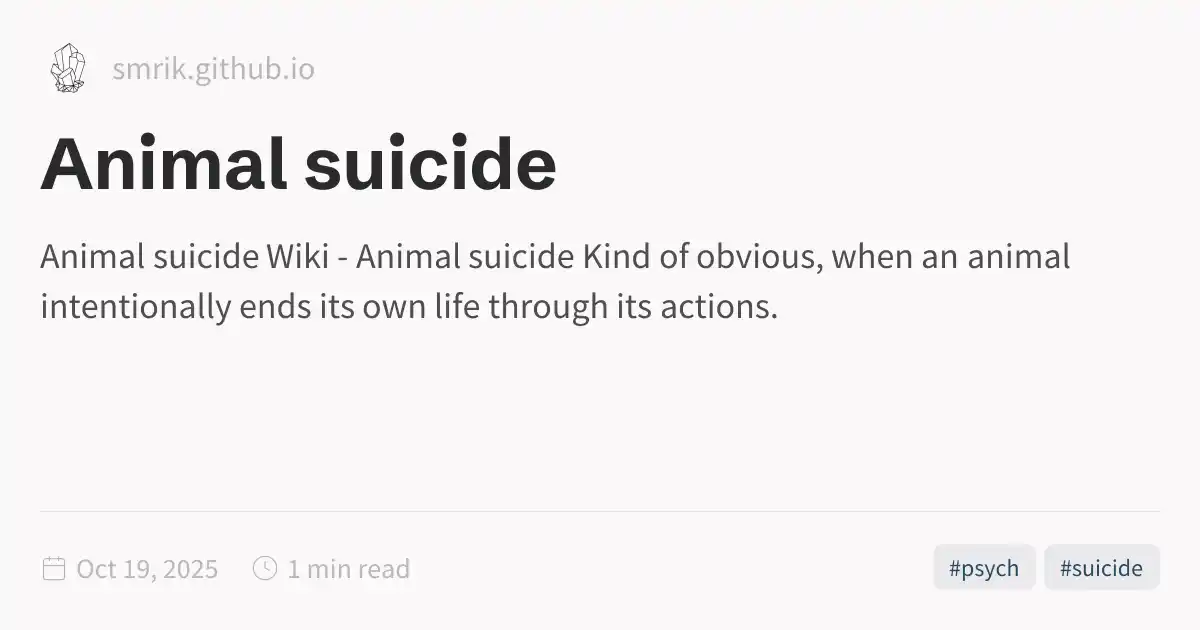 smrik.github.io
Animal suicide
Animal suicide Wiki - Animal suicide Kind of obvious, when an animal
intentionally ends its own life through its actions.
Oct 19, 2025
1 min read
#psych
#suicide